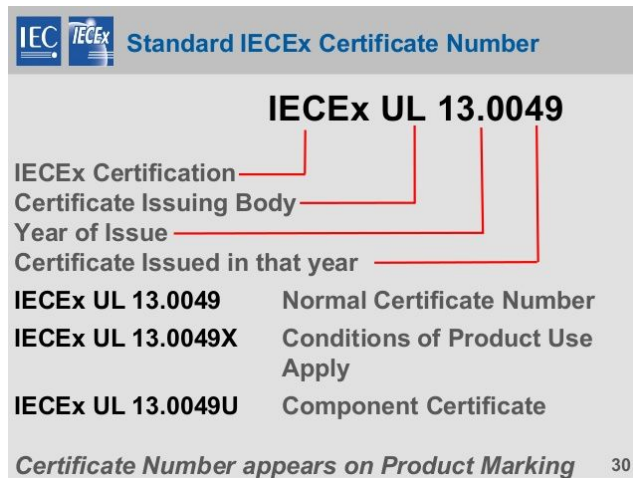 IEC IECEx Standard IECEx Certificate Number
IECEx UL 13.0049
IECEx Certification
Certificate Issuing Body
Year of Issue
Certificate Issued in that year
IECEx UL 13.0049 Normal Certificate Number
IECEx UL 13.0049X Conditions of Product Use
Apply
IECEx UL 13.0049U Component Certificate
Certificate Number appears on Product Marking 30